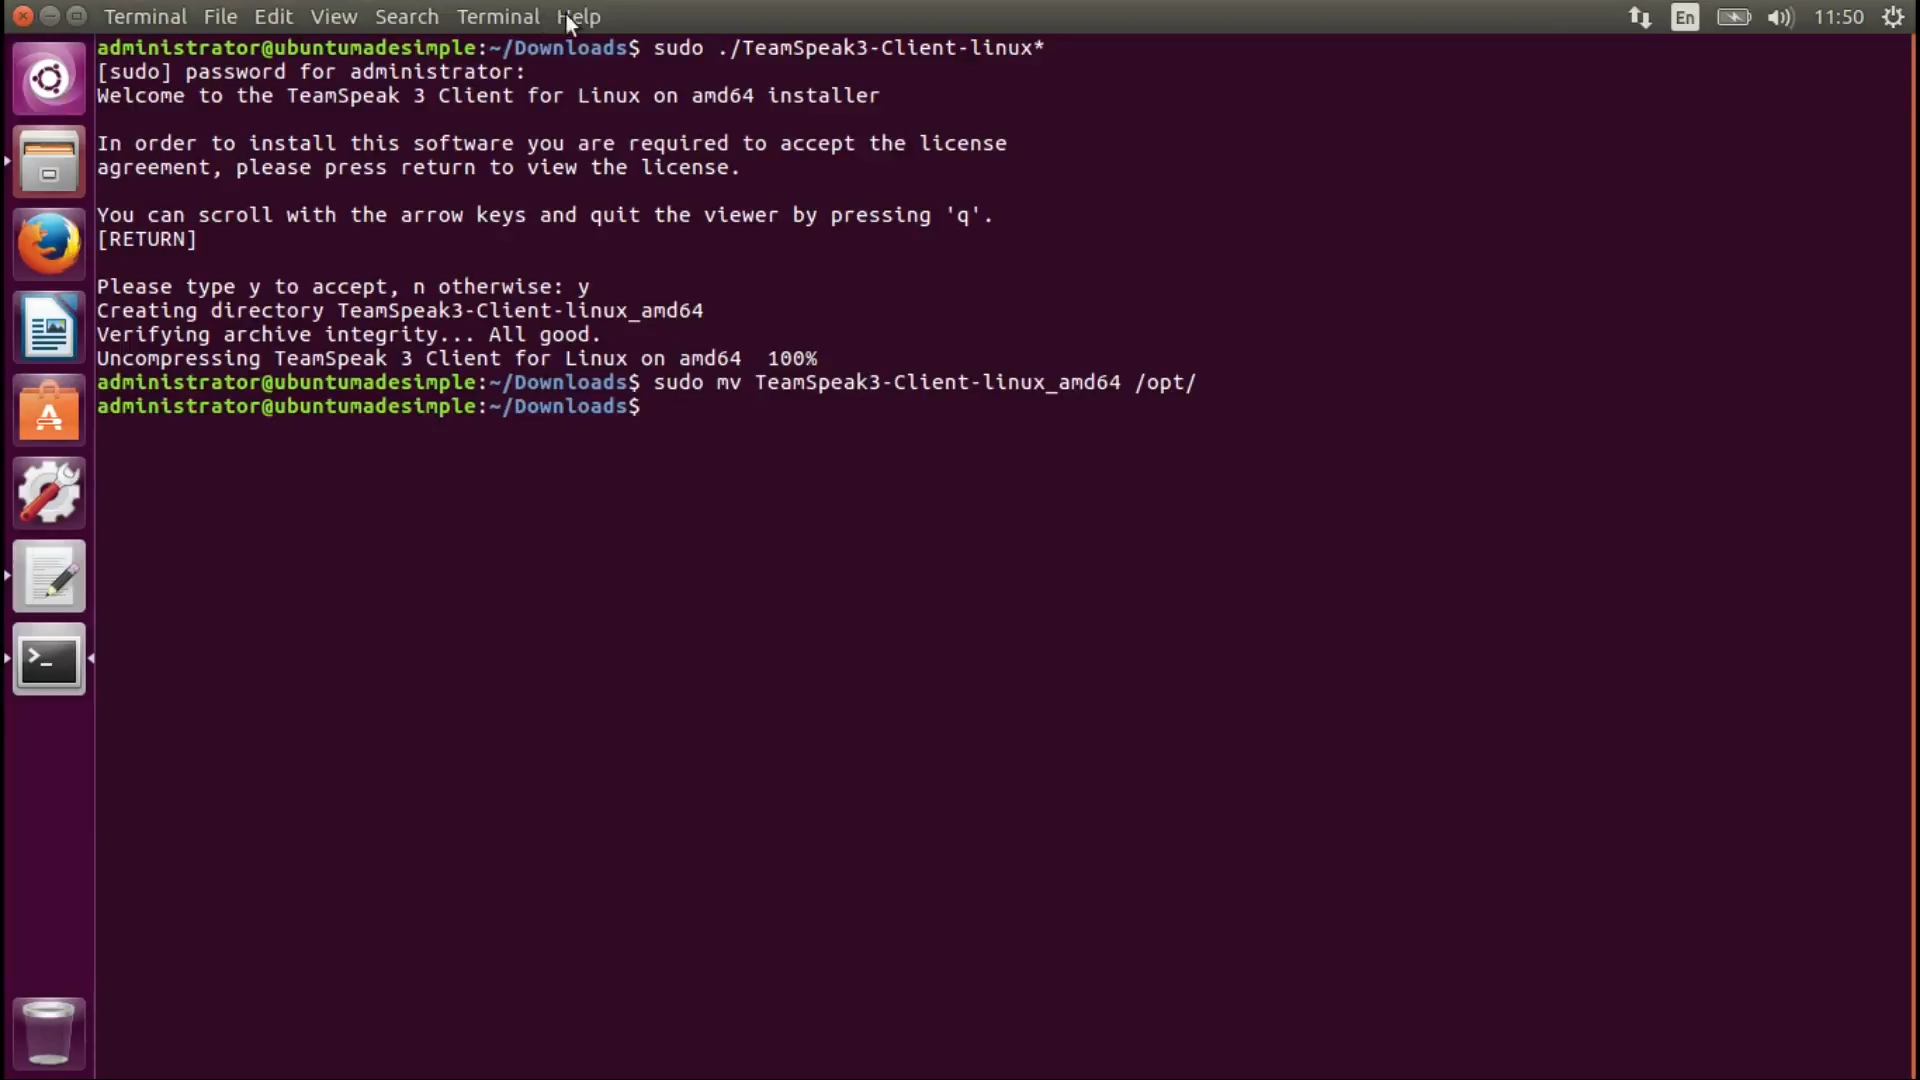 Terminal File Edit View Search Terminal Help En 11:50
administrator@ubuntumadesimple:~/Downloads$ sudo ./TeamSpeak3-Client-linux*
[sudo] password for administrator:
Welcome to the TeamSpeak 3 Client for Linux on amd64 installer
In order to install this software you are required to accept the license
agreement, please press return to view the license.
You can scroll with the arrow keys and quit the viewer by pressing 'q'.
[RETURN]
Please type y to accept, n otherwise: y
Creating directory TeamSpeak3-Client-linux_amd64
Verifying archive integrity... All good.
Uncompressing TeamSpeak 3 Client for Linux on amd64  100%
administrator@ubuntumadesimple:~/Downloads$ sudo mv TeamSpeak3-Client-linux_amd64 /opt/
administrator@ubuntumadesimple:~/Downloads$